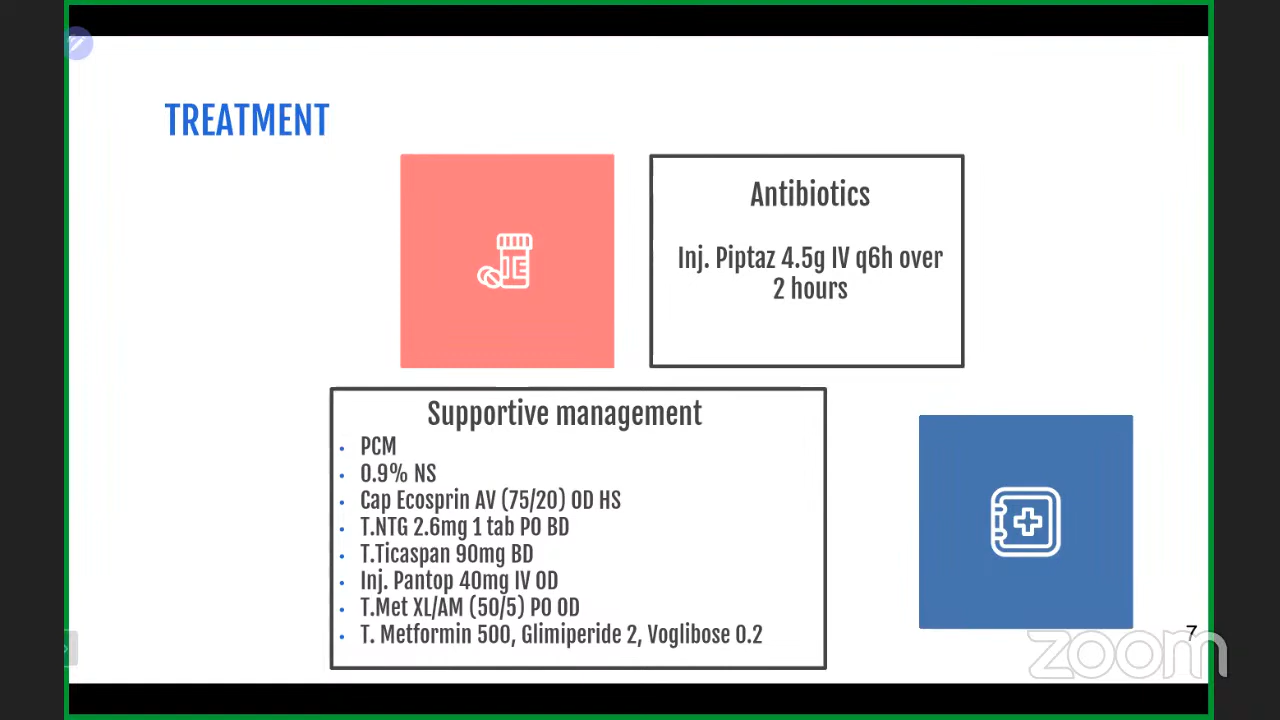 TREATMENT
Antibiotics
Inj. Piptaz 4.5g IV q6h over
2 hours
Supportive management
• PCM
• 0.9% NS
• Cap Ecosprin AV (75/20) OD HS
• T.NTG 2.6mg 1 tab PO BD
• T.Ticaspan 90mg BD
• Inj. Pantop 40mg IV OD
• T.Met XL/AM (50/5) PO OD
• T. Metformin 500, Glimiperide 2, Voglibose 0.2
7
zoom